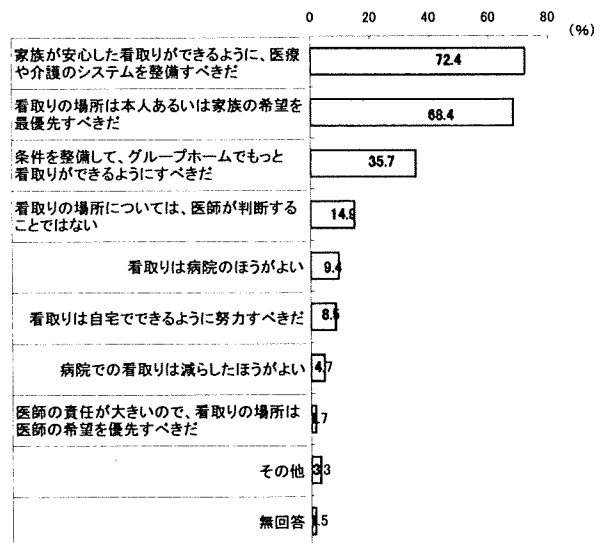 0 20 40 60 80
(%)
家族が安心した看取りができるように、医療
や介護のシステムを整備すべきだ
72.4
看取りの場所は本人あるいは家族の希望を
最優先すべきだ
68.4
条件を整備して、グループホームでもっと
看取りができるようにすべきだ
35.7
看取りの場所については、医師が判断する
ことではない
14.9
看取りは病院のほうがよい
9.4
看取りは自宅でできるように努力すべきだ
病院での看取りは減らしたほうがよい
4.7
医師の責任が大きいので、看取りの場所は
医師の希望を優先すべきだ
1.7
その他
3.3
無回答
1.5